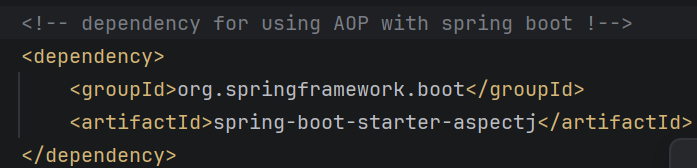 <!-- dependency for using AOP with spring boot !-->
<dependency>
<groupId>org.springframework.boot</groupId>
<artifactId>spring-boot-starter-aspectj</artifactId>
</dependency>